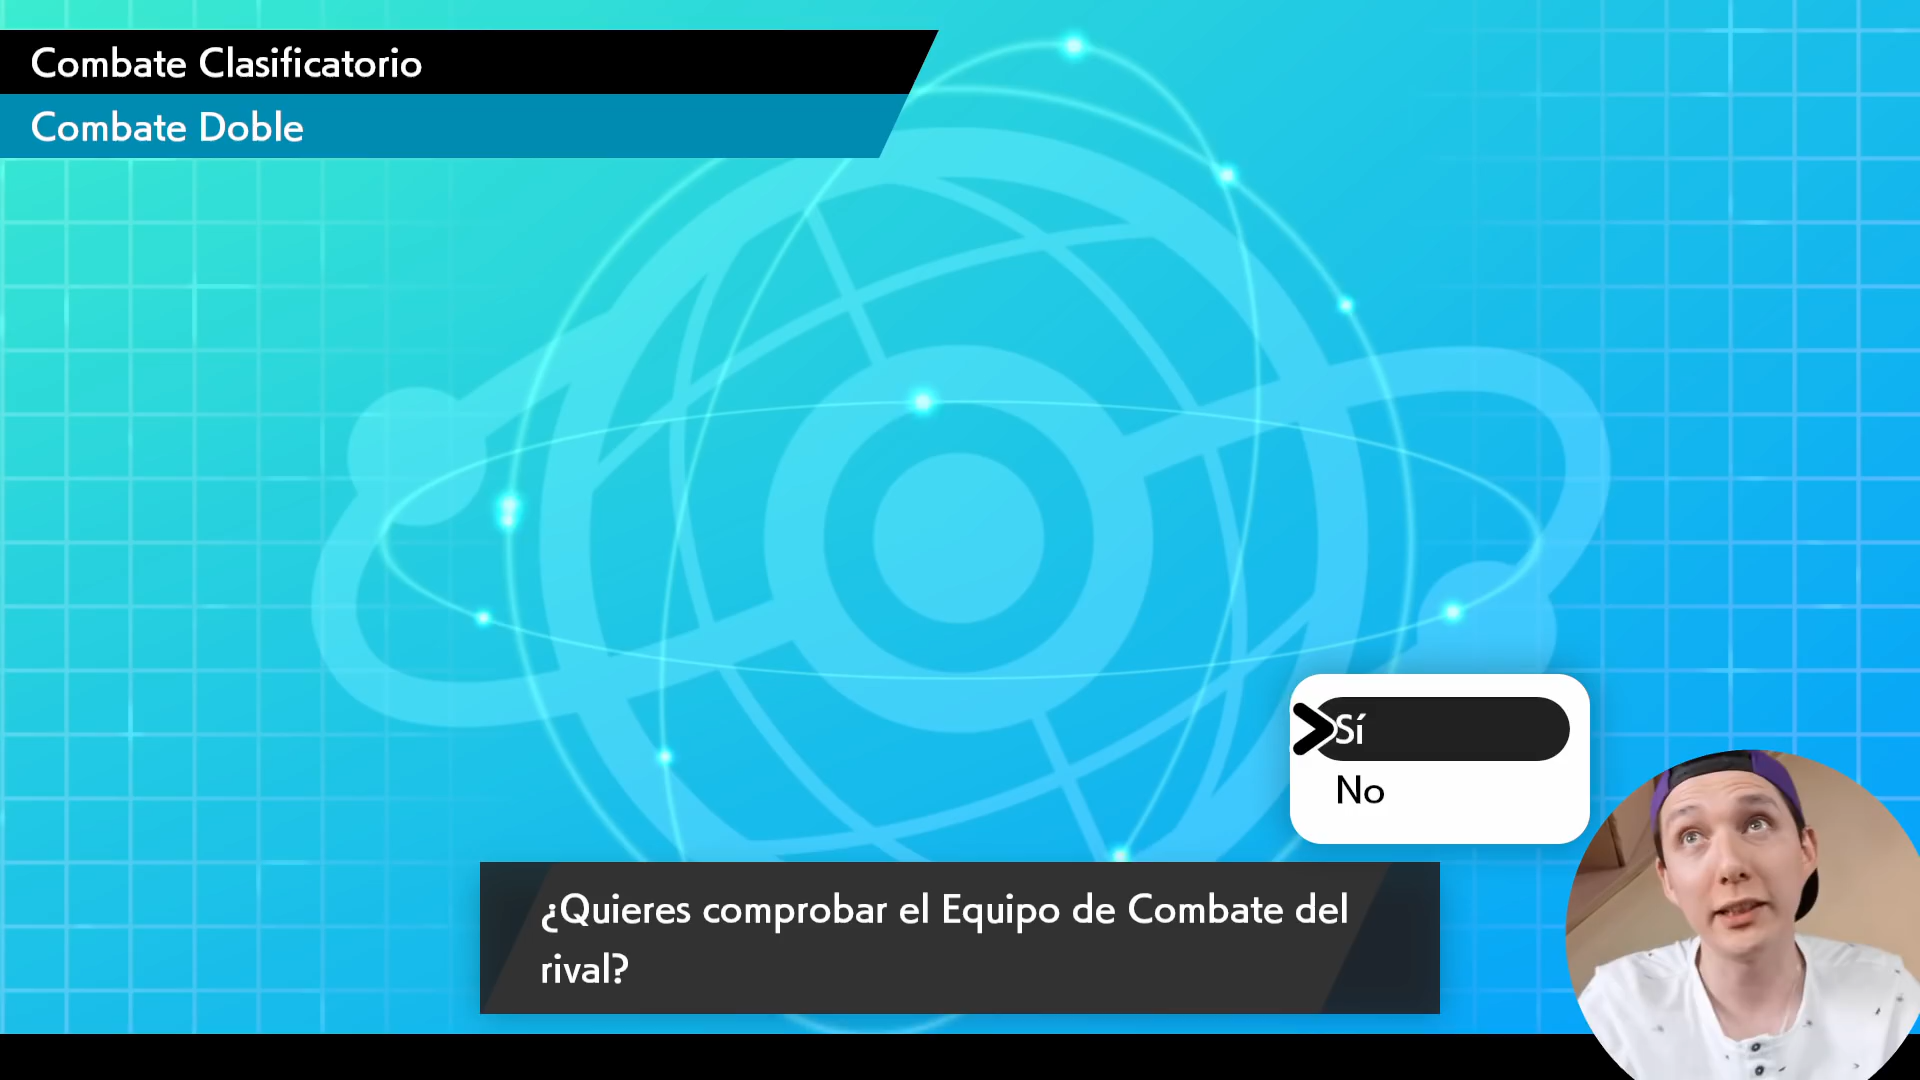 Combate Clasificatorio
Combate Doble
Sí
No
¿Quieres comprobar el Equipo de Combate del
rival?